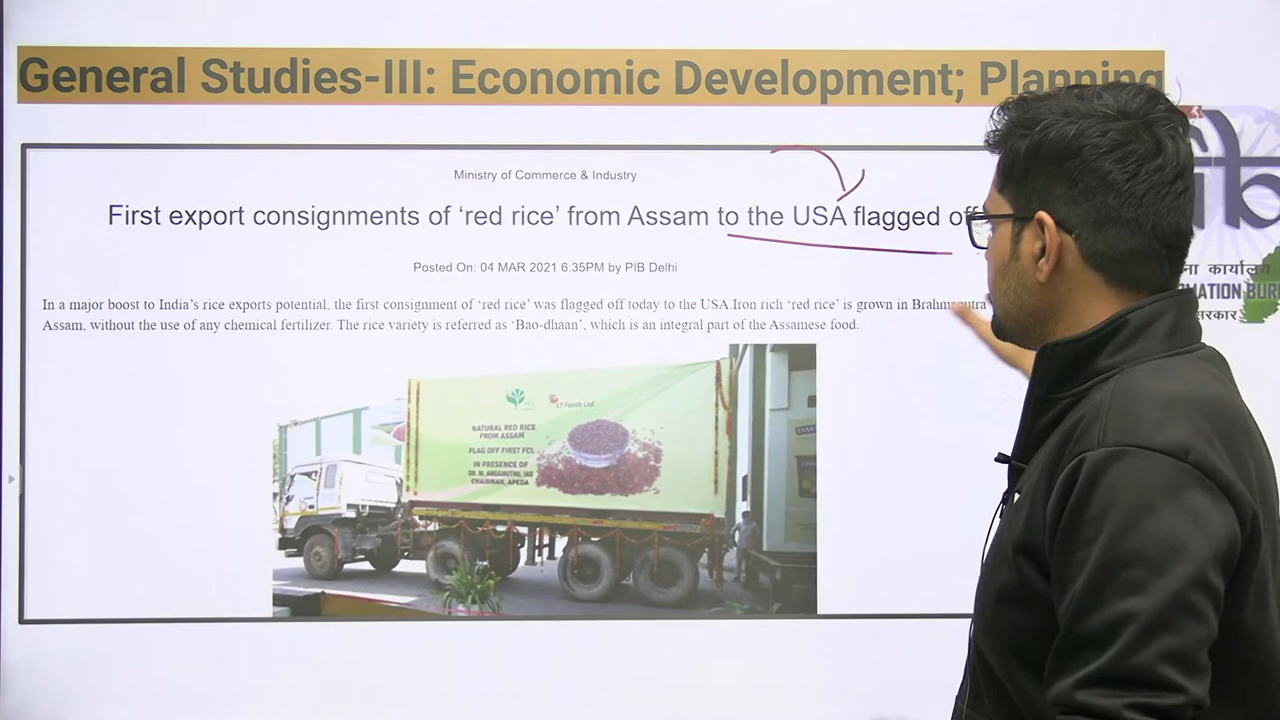 General Studies-III: Economic Development; Planning
Ministry of Commerce & Industry
First export consignments of ‘red rice’ from Assam to the USA flagged off
Posted On: 04 MAR 2021 6:35PM by PIB Delhi
In a major boost to India’s rice exports potential, the first consignment of ‘red rice’ was flagged off today to the USA.Iron rich ‘red rice’ is grown in Brahmaputra
Assam, without the use of any chemical fertilizer. The rice variety is referred as ‘Bao-dhaan’, which is an integral part of the Assamese food.
LT Foods Ltd.
NATURAL RED RICE
FROM ASSAM
FLAG OFF FIRST FCL
IN PRESENCE OF
DR. M. ANGAMUTHU, IAS
CHAIRMAN, APEDA
ib
कार्यालय
सरकार